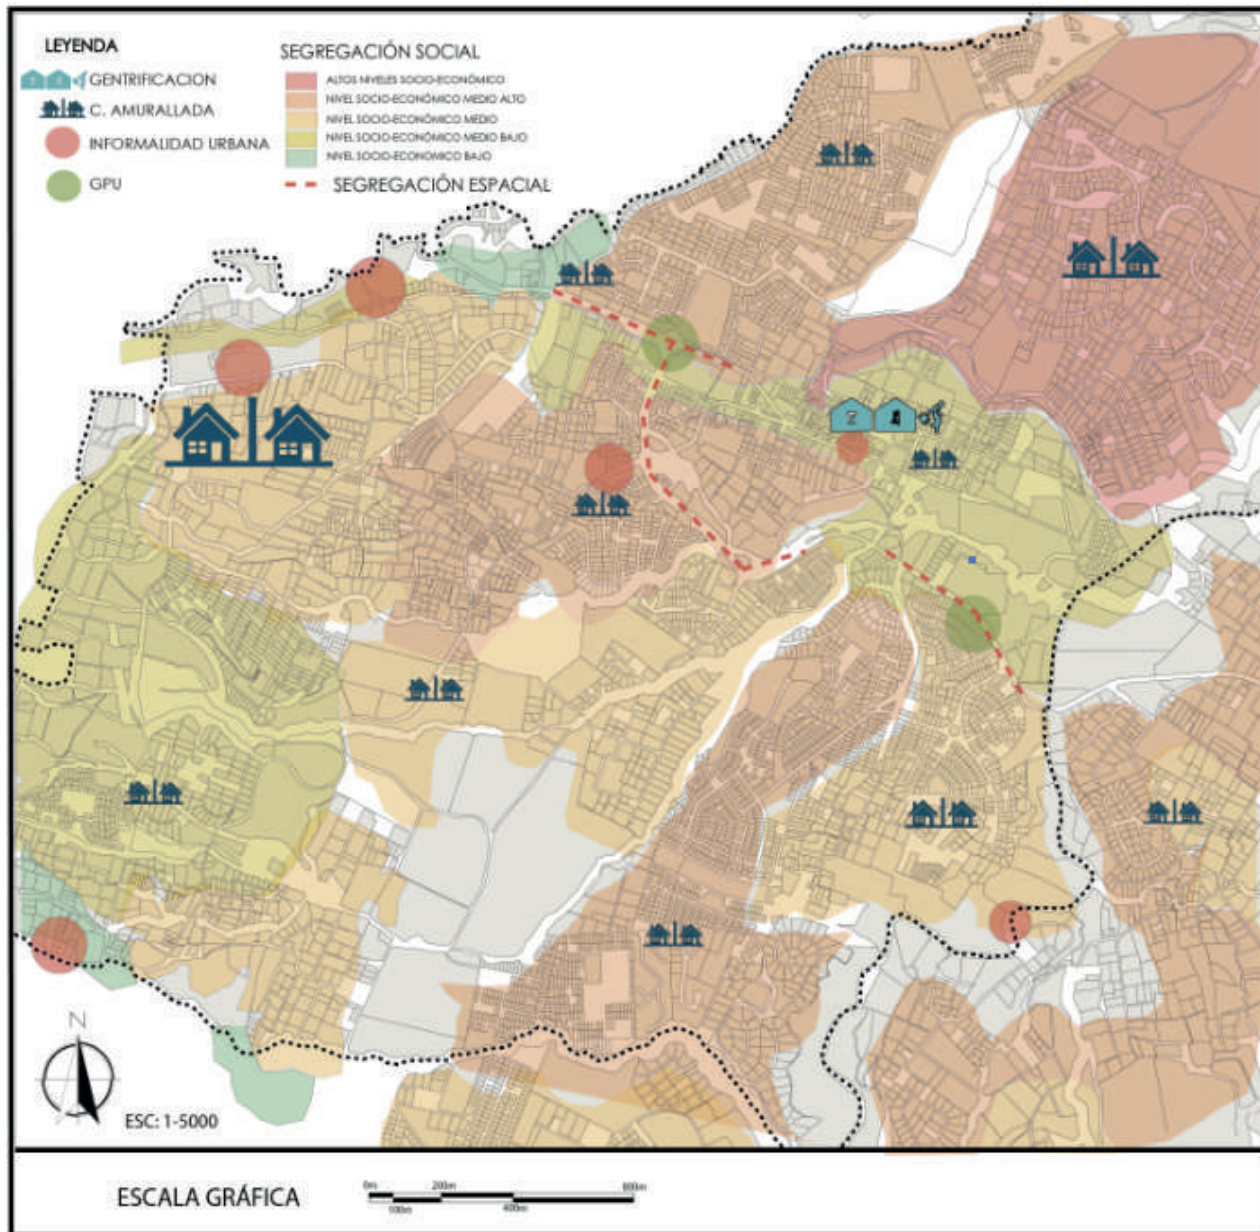 LEYENDA
GENTRIFICACION
C. AMURALLADA
INFORMALIDAD URBANA
GPU
SEGREGACIÓN SOCIAL
ALTOS NIVELES SOCIO-ECONÓMICO
NIVEL SOCIO-ECONÓMICO MEDIO ALTO
NIVEL SOCIO-ECONÓMICO MEDIO
NIVEL SOCIO-ECONÓMICO MEDIO BAJO
NIVEL SOCIO-ECONOMICO BAJO
SEGREGACIÓN ESPACIAL
N
ESC: 1-5000
ESCALA GRÁFICA
0m 200m 800m
100m 400m